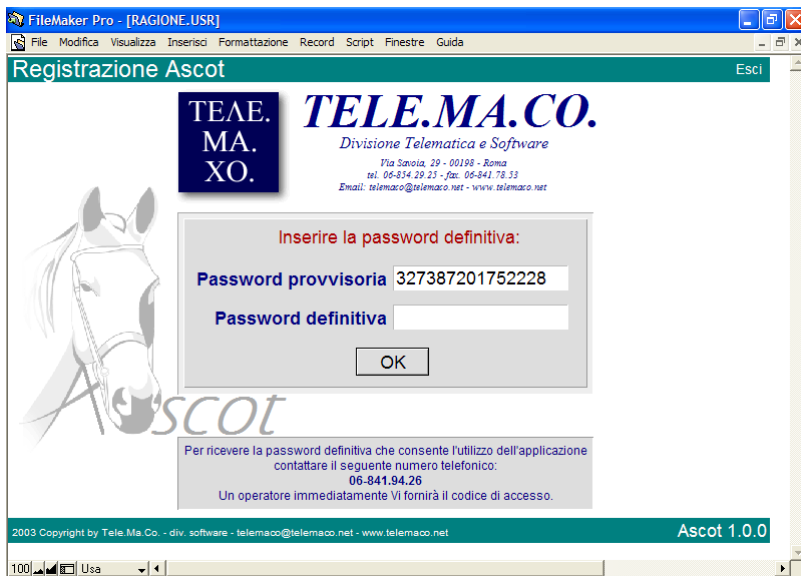 FileMaker Pro - [RAGIONE.USR]
File Modifica Visualizza Inserisci Formattazione Record Script Finestre Guida
Registrazione Ascot
Esci
ΤΕΛΕ.
ΜΑ.
ΧΟ.
TELE.MA.CO.
Divisione Telematica e Software
Via Savoia, 29 - 00198 - Roma
tel. 06-854.29.25 - fax. 06-841.78.53
Email: telemaco@telemaco.net - www.telemaco.net
Inserire la password definitiva:
Password provvisoria 327387201752228
Password definitiva
OK
Ascot
Per ricevere la password definitiva che consente l'utilizzo dell'applicazione
contattare il seguente numero telefonico:
06-841.94.26
Un operatore immediatamente Vi fornirà il codice di accesso.
2003 Copyright by Tele.Ma.Co. - div. software - telemaco@telemaco.net - www.telemaco.net
Ascot 1.0.0
100 Usa